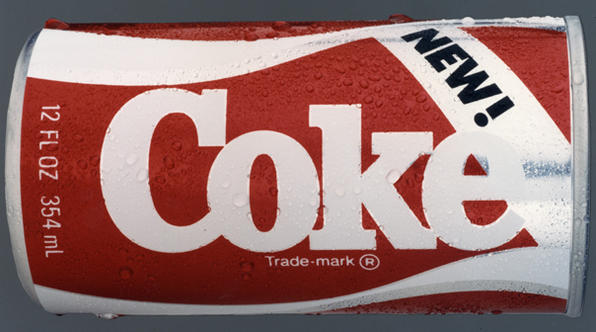 NEW!
Coke
Trade-mark ®
12 FL OZ 354 mL